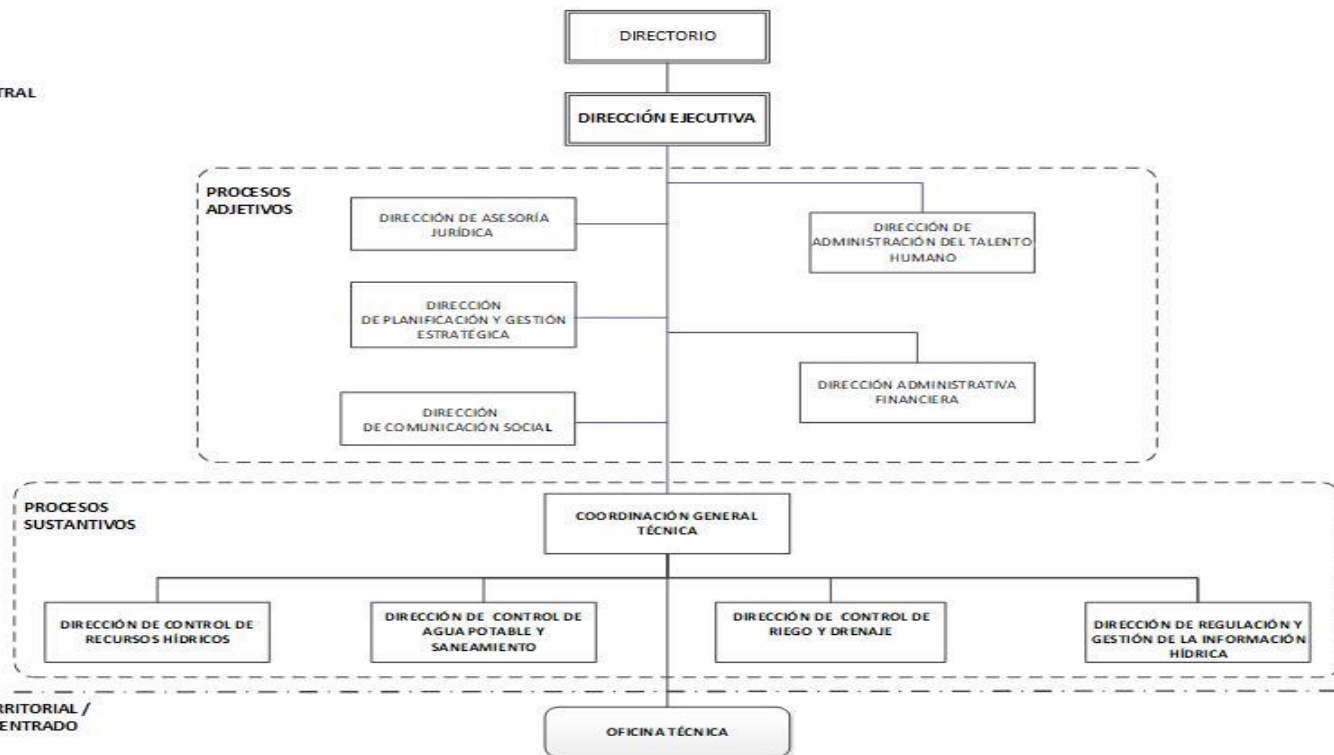 DIRECTORIO
TRAL
DIRECCIÓN EJECUTIVA
PROCESOS
ADJETIVOS
DIRECCIÓN DE ASESORÍA
JURÍDICA
DIRECCIÓN DE
ADMINISTRACIÓN DEL TALENTO
HUMANO
DIRECCIÓN
DE PLANIFICACIÓN Y GESTIÓN
ESTRATÉGICA
DIRECCIÓN ADMINISTRATIVA
FINANCIERA
DIRECCIÓN
DE COMUNICACIÓN SOCIAL
PROCESOS
SUSTANTIVOS
COORDINACIÓN GENERAL
TÉCNICA
DIRECCIÓN DE CONTROL DE
RECURSOS HÍDRICOS
DIRECCIÓN DE CONTROL DE
AGUA POTABLE Y
SANEAMIENTO
DIRECCIÓN DE CONTROL DE
RIEGO Y DRENAJE
DIRECCIÓN DE REGULACIÓN Y
GESTIÓN DE LA INFORMACIÓN
HÍDRICA
RRITORIAL /
ENTRADO
OFICINA TÉCNICA